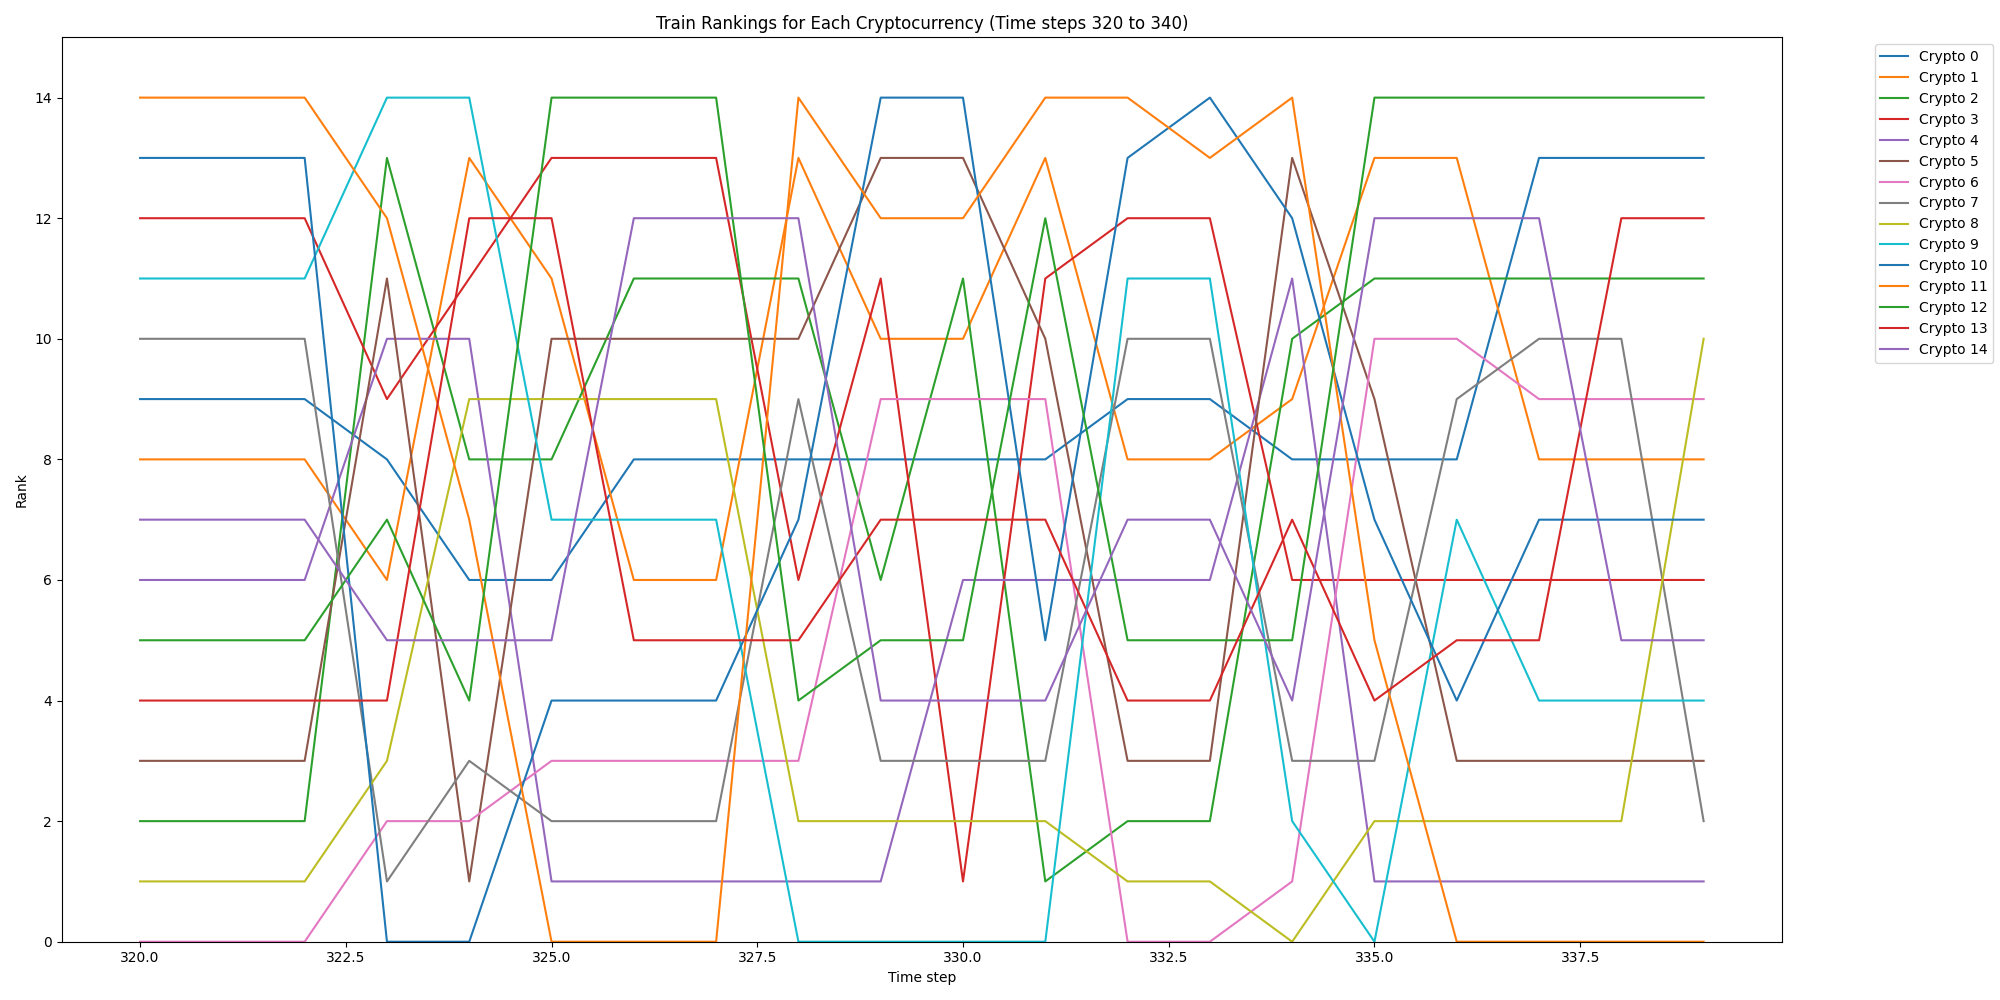 Train Rankings for Each Cryptocurrency (Time steps 320 to 340)
14
12
10
8
6
4
2
0
Rank
320.0 322.5 325.0 327.5 330.0 332.5 335.0 337.5
Time step
Crypto 0
Crypto 1
Crypto 2
Crypto 3
Crypto 4
Crypto 5
Crypto 6
Crypto 7
Crypto 8
Crypto 9
Crypto 10
Crypto 11
Crypto 12
Crypto 13
Crypto 14